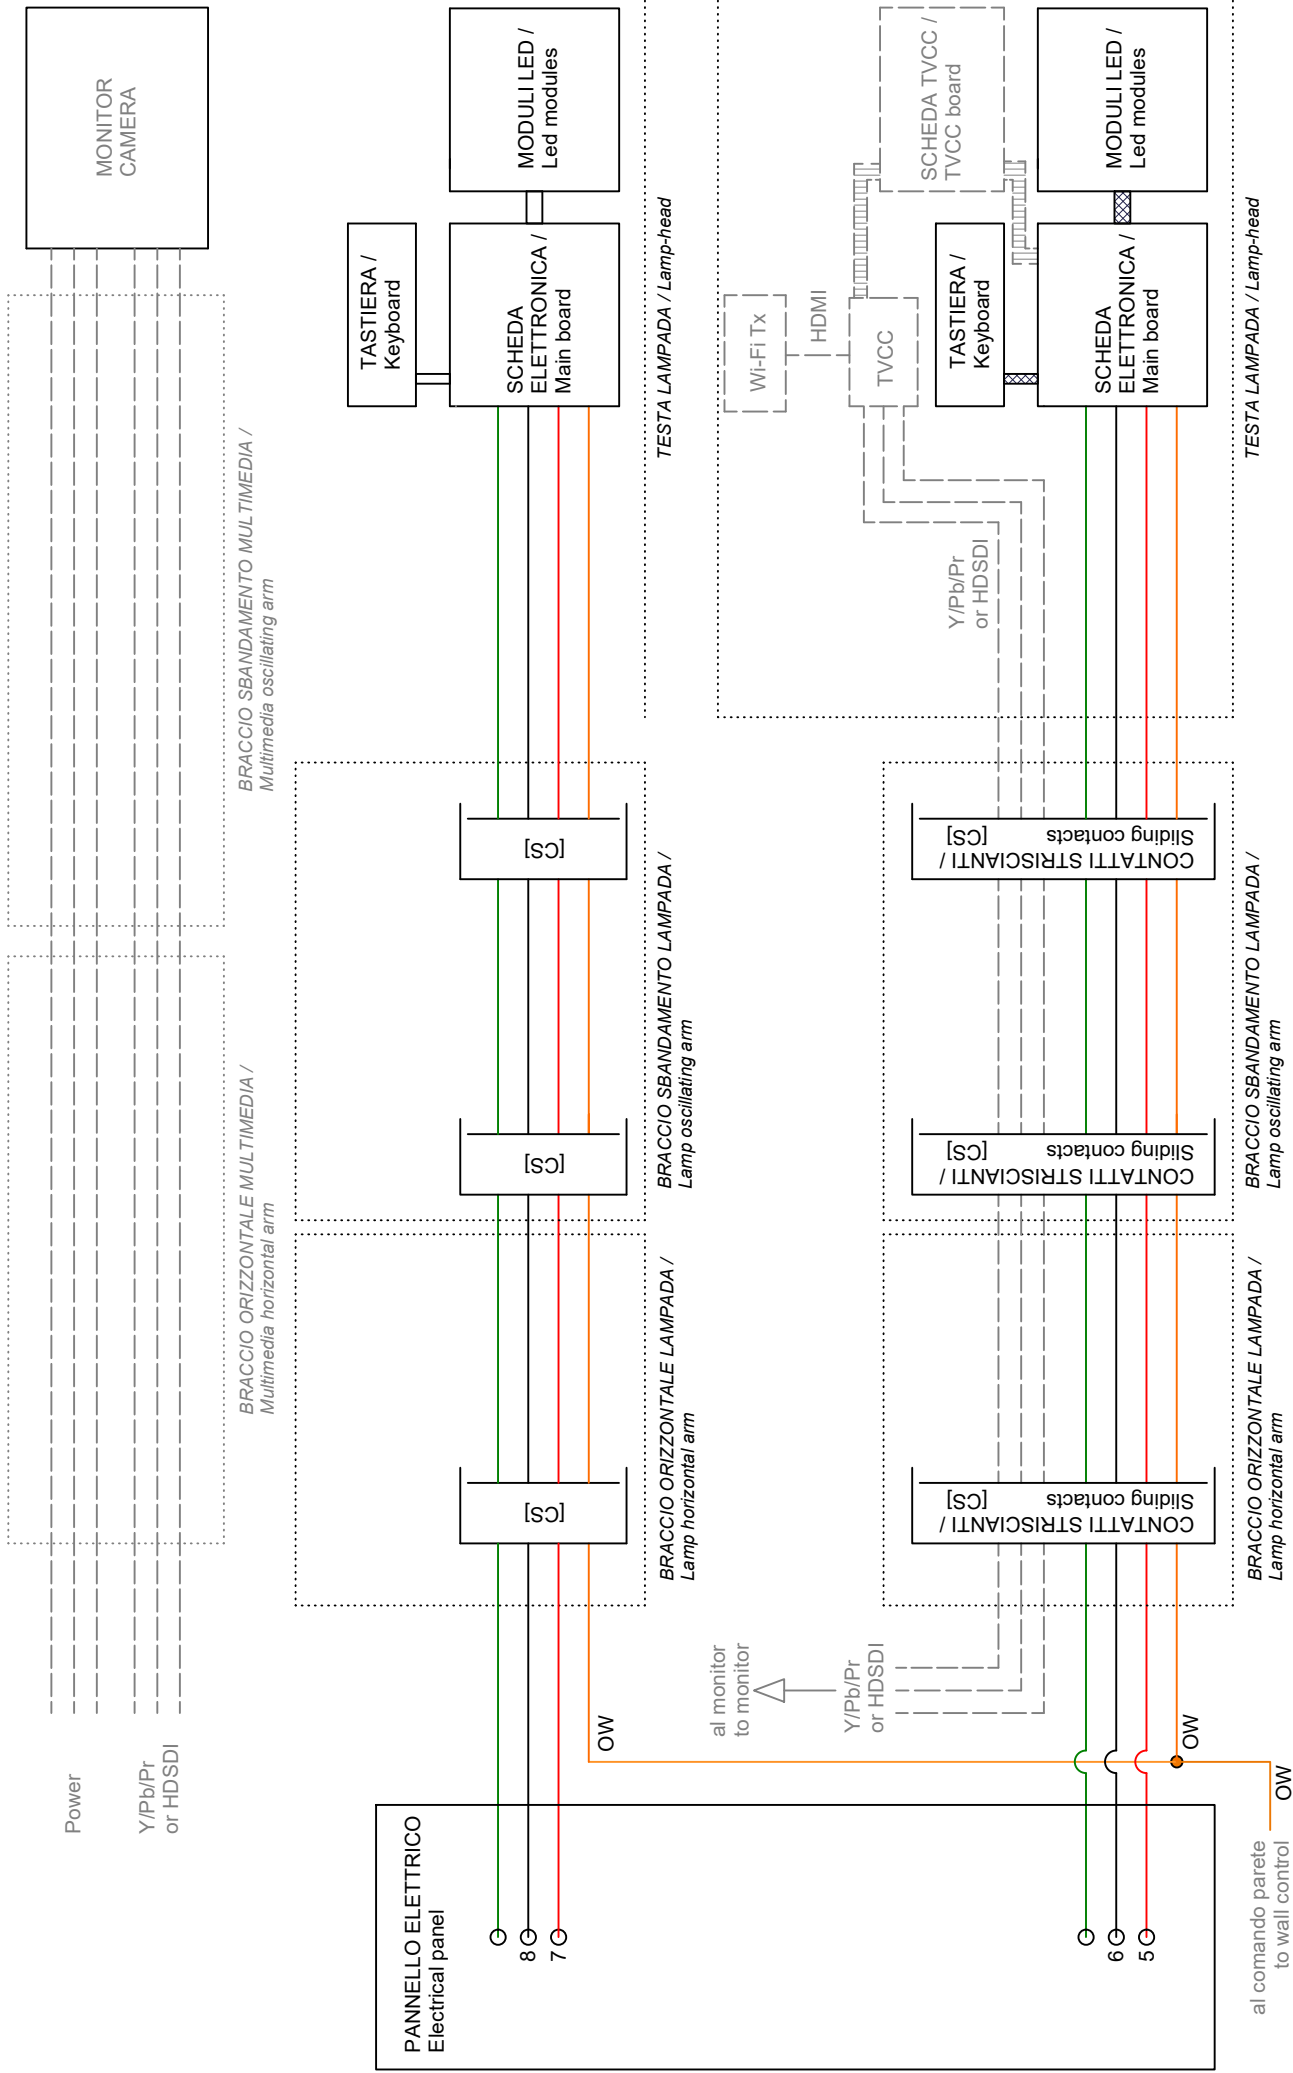 MONITOR
CAMERA
BRACCIO SBANDAMENTO MULTIMEDIA /
Multimedia oscillating arm
BRACCIO ORIZZONTALE MULTIMEDIA /
Multimedia horizontal arm
Power
Y/Pb/Pr
or HDSDI
MODULI LED /
Led modules
TASTIERA /
Keyboard
SCHEDA
ELETTRONICA /
Main board
TESTA LAMPADA / Lamp-head
[CS]
[CS]
BRACCIO SBANDAMENTO LAMPADA /
Lamp oscillating arm
[CS]
BRACCIO ORIZZONTALE LAMPADA /
Lamp horizontal arm
OW
SCHEDA TVCC /
TVCC board
MODULI LED /
Led modules
Wi-Fi Tx
HDMI
TVCC
TASTIERA /
Keyboard
SCHEDA
ELETTRONICA /
Main board
TESTA LAMPADA / Lamp-head
Y/Pb/Pr
or HDSDI
CONTATTI STRISCIANTI /
Sliding contacts
[CS]
CONTATTI STRISCIANTI /
Sliding contacts
[CS]
BRACCIO SBANDAMENTO LAMPADA /
Lamp oscillating arm
CONTATTI STRISCIANTI /
Sliding contacts
[CS]
BRACCIO ORIZZONTALE LAMPADA /
Lamp horizontal arm
al monitor
to monitor
Y/Pb/Pr
or HDSDI
OW
OW
al comando parete
to wall control
PANNELLO ELETTRICO
Electrical panel
8
7
6
5